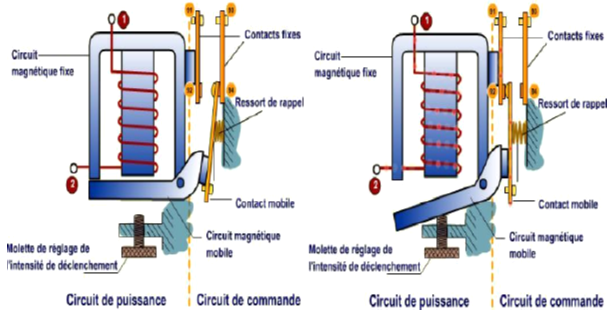 1
Contacts fixes
Circuit
magnétique fixe
Ressort de rappel
2
Contact mobile
Circuit magnétique
mobile
Molette de réglage de
l'intensité de déclenchement
Circuit de puissance
Circuit de commande
1
Contacts fixes
Circuit
magnétique fixe
Ressort de rappel
2
Contact mobile
Circuit magnétique
mobile
Molette de réglage de
l'intensité de déclenchement
Circuit de puissance
Circuit de commande